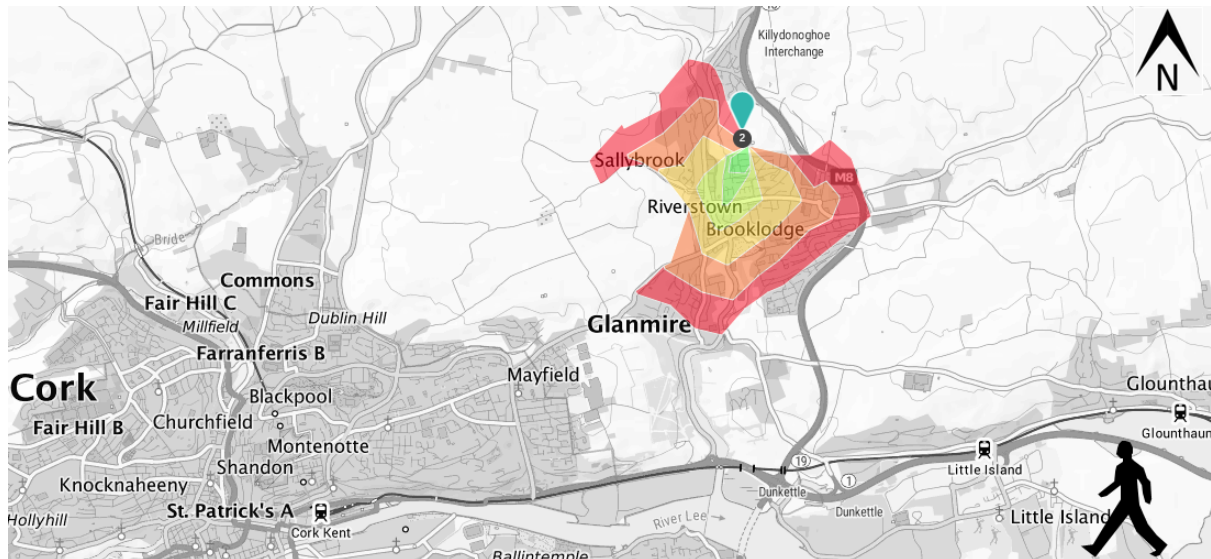 Killydonoghoe
Interchange
N
2
Sallybrook
M8
Riverstown
Brooklodge
Bride
Commons
Fair Hill C
Millfield
Dublin Hill
Glanmire
Farranferris B
Mayfield
Cork
Blackpool
Glounthau
Churchfield
Fair Hill B
Montenotte
Glounthaun
Shandon
19
Little Island
1
Knocknaheeny
Dunkettle
St. Patrick's A
Dunkettle
Hollyhill
Cork Kent
River Lee
Little Island
Ballintemple